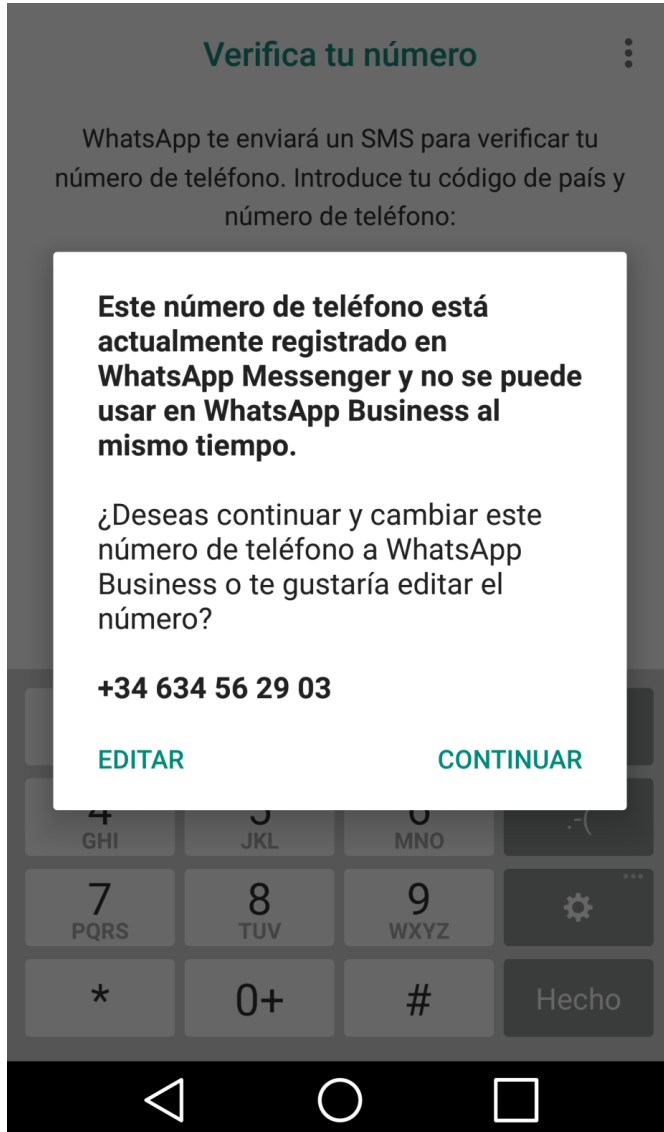 Verifica tu número
WhatsApp te enviará un SMS para verificar tu
número de teléfono. Introduce tu código de país y
número de teléfono:
Este número de teléfono está
actualmente registrado en
WhatsApp Messenger y no se puede
usar en WhatsApp Business al
mismo tiempo.
¿Deseas continuar y cambiar este
número de teléfono a WhatsApp
Business o te gustaría editar el
número?
+34 634 56 29 03
EDITAR CONTINUAR
4 5 6 .-(
GHI JKL MNO
7 8 9
PQRS TUV WXYZ
* 0+ # Hecho